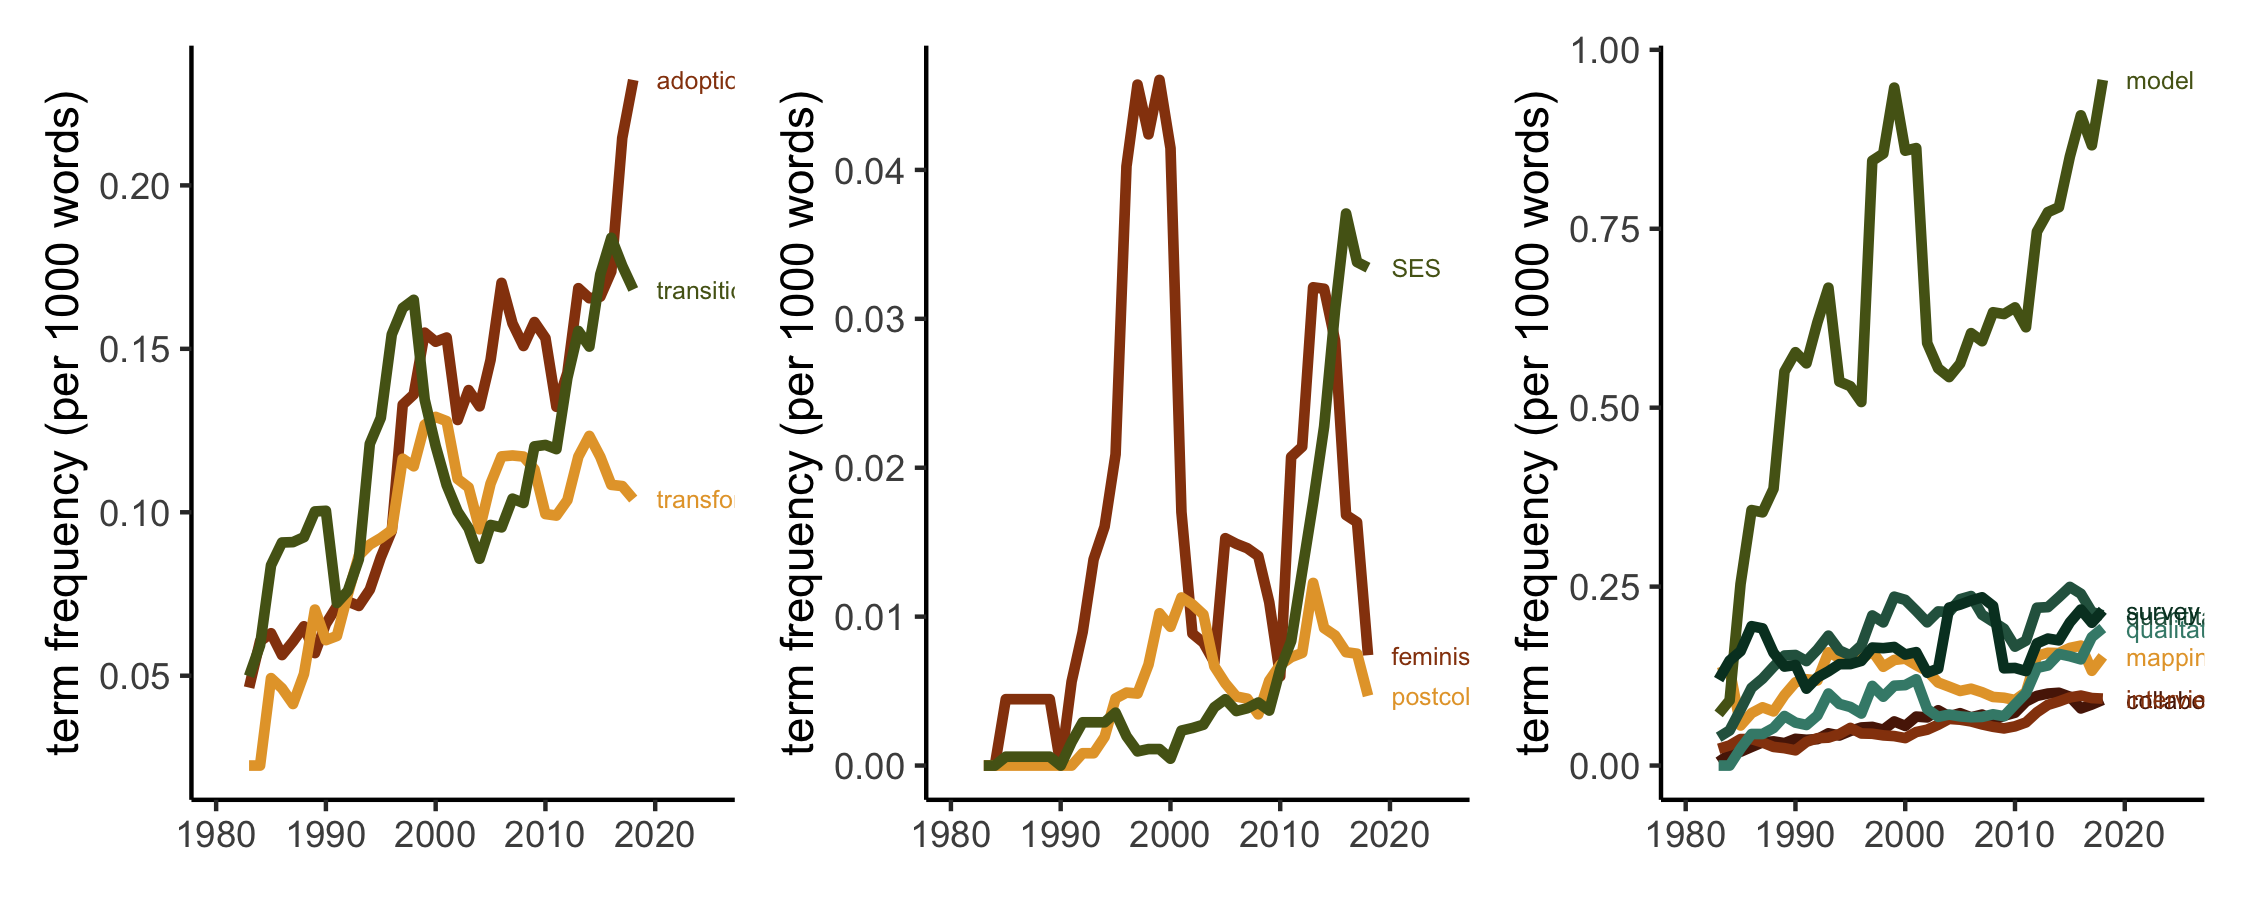 term frequency (per 1000 words)
0.20
0.15
0.10
0.05
1980 1990 2000 2010 2020
adoptic
transitic
transfor
term frequency (per 1000 words)
0.04
0.03
0.02
0.01
0.00
1980 1990 2000 2010 2020
SES
feminis
postcol
term frequency (per 1000 words)
1.00
0.75
0.50
0.25
0.00
1980 1990 2000 2010 2020
model
survey
qualitat
mappin